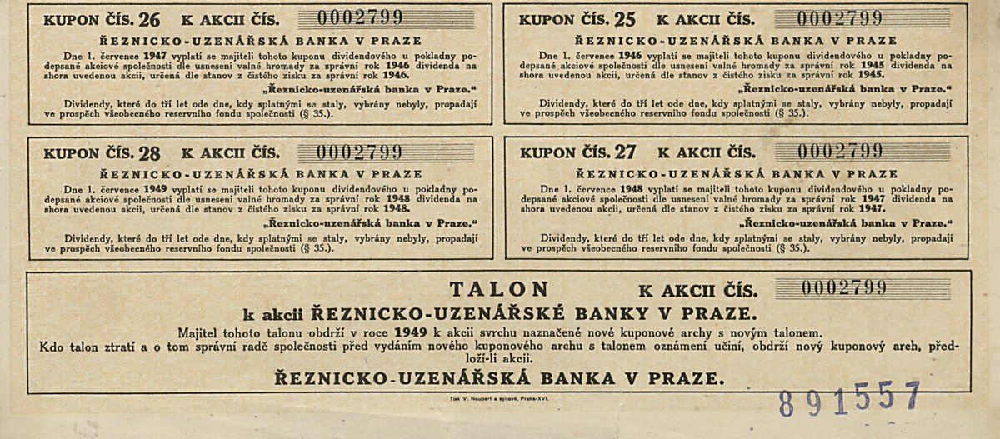 KUPON ČÍS. 26 K AKCII ČÍS. 0002799
ŘEZNICKO-UZENÁŘSKÁ BANKA V PRAZE
Dne 1. července 1947 vyplatí se majiteli tohoto kuponu dividendového u pokladny po-
depsané akciové společnosti dle usnesení valné hromady za správní rok 1946 dividenda na
shora uvedenou akcii, určená dle stanov z čistého zisku za správní rok 1946.
„Řeznicko-uzenářská banka v Praze.“
Dividendy, které do tří let ode dne, kdy splatnými se staly, vybrány nebyly, propadají
ve prospěch všeobecného reservního fondu společnosti (§ 35.).
KUPON ČÍS. 25 K AKCII ČÍS. 0002799
ŘEZNICKO-UZENÁŘSKÁ BANKA V PRAZE
Dne 1. července 1946 vyplatí se majiteli tohoto kuponu dividendového u pokladny po-
depsané akciové společnosti dle usnesení valné hromady za správní rok 1945 dividenda na
shora uvedenou akcii, určená dle stanov z čistého zisku za správní rok 1945.
„Řeznicko-uzenářská banka v Praze.“
Dividendy, které do tří let ode dne, kdy splatnými se staly, vybrány nebyly, propadají
ve prospěch všeobecného reservního fondu společnosti (§ 35.).
KUPON ČÍS. 28 K AKCII ČÍS. 0002799
ŘEZNICKO-UZENÁŘSKÁ BANKA V PRAZE
Dne 1. července 1949 vyplatí se majiteli tohoto kuponu dividendového u pokladny po-
depsané akciové společnosti dle usnesení valné hromady za správní rok 1948 dividenda na
shora uvedenou akcii, určená dle stanov z čistého zisku za správní rok 1948.
„Řeznicko-uzenářská banka v Praze.“
Dividendy, které do tří let ode dne, kdy splatnými se staly, vybrány nebyly, propadají
ve prospěch všeobecného reservního fondu společnosti (§ 35.).
KUPON ČÍS. 27 K AKCII ČÍS. 0002799
ŘEZNICKO-UZENÁŘSKÁ BANKA V PRAZE
Dne 1. července 1948 vyplatí se majiteli tohoto kuponu dividendového u pokladny po-
depsané akciové společnosti dle usnesení valné hromady za správní rok 1947 dividenda na
shora uvedenou akcii, určená dle stanov z čistého zisku za správní rok 1947.
„Řeznicko-uzenářská banka v Praze.“
Dividendy, které do tří let ode dne, kdy splatnými se staly, vybrány nebyly, propadají
ve prospěch všeobecného reservního fondu společnosti (§ 35.).
TALON K AKCII ČÍS. 0002799
k akcii ŘEZNICKO-UZENÁŘSKÉ BANKY V PRAZE.
Majitel tohoto talonu obdrží v roce 1949 k akcii svrchu naznačené nové kuponové archy s novým talonem.
Kdo talon ztratí a o tom správní radě společnosti před vydáním nového kuponového archu s talonem oznámení učiní, obdrží nový kuponový arch, před-
loží-li akcii.
ŘEZNICKO-UZENÁŘSKÁ BANKA V PRAZE.
Tisk V. Neubert a synové, Praha-XVI.
891557